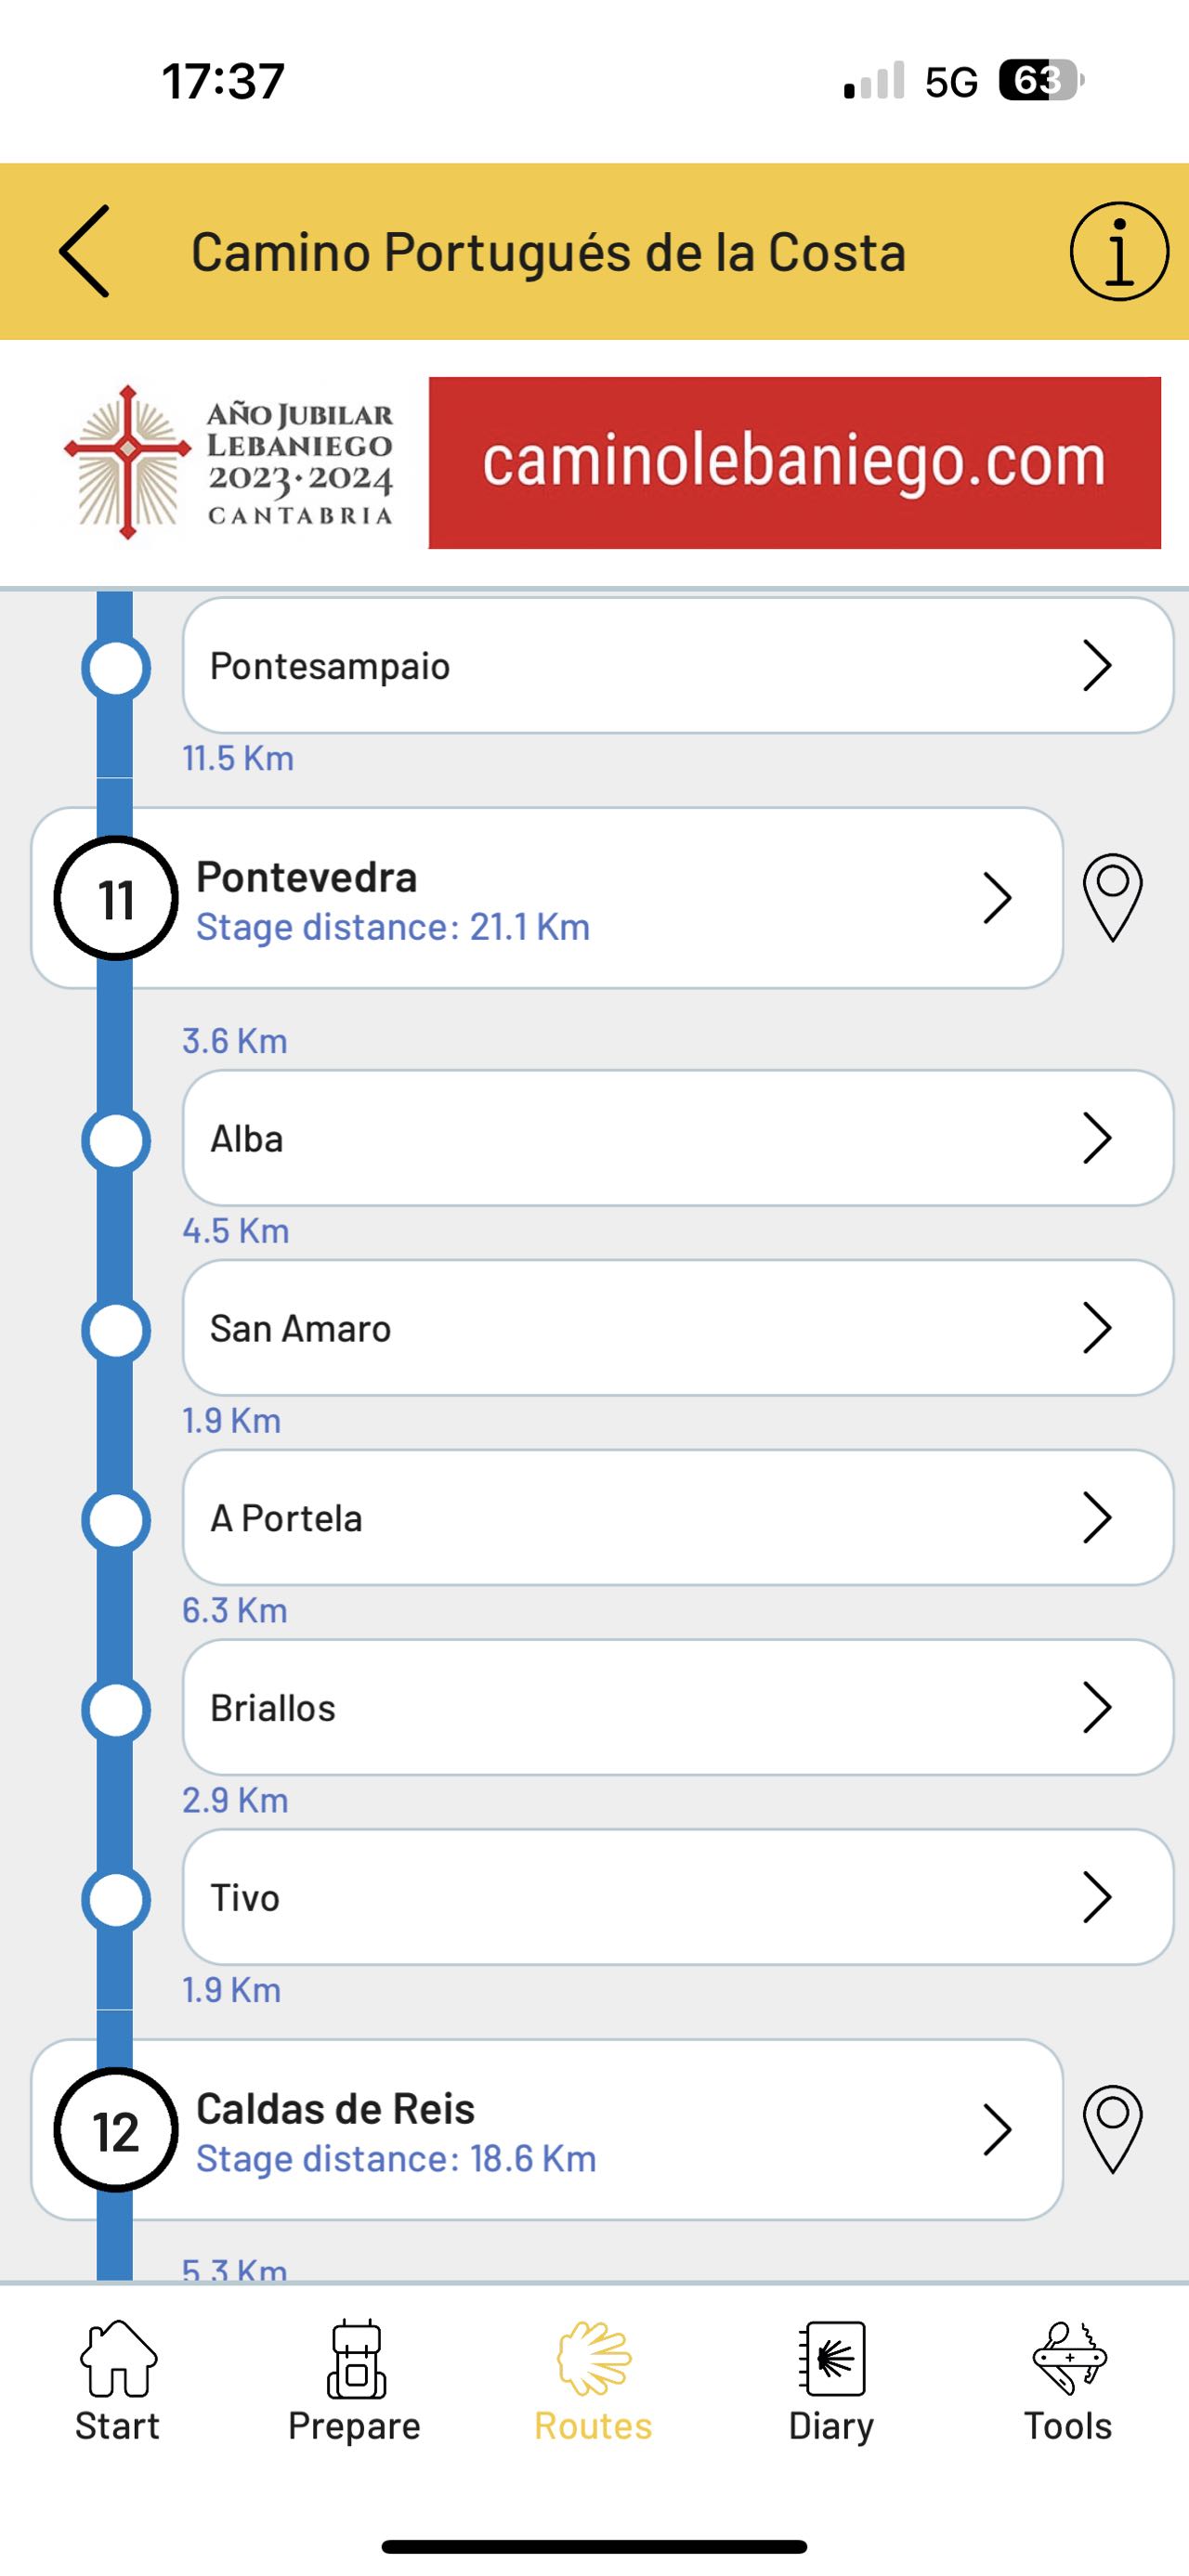 17:37
5G 63
Camino Portugués de la Costa
AÑO JUBILAR
LEBANIEGO
2023·2024
CANTABRIA
caminolebaniego.com
Pontesampaio
11.5 Km
11
Pontevedra
Stage distance: 21.1 Km
3.6 Km
Alba
4.5 Km
San Amaro
1.9 Km
A Portela
6.3 Km
Briallos
2.9 Km
Tivo
1.9 Km
12
Caldas de Reis
Stage distance: 18.6 Km
5.3 Km
Start
Prepare
Routes
Diary
Tools